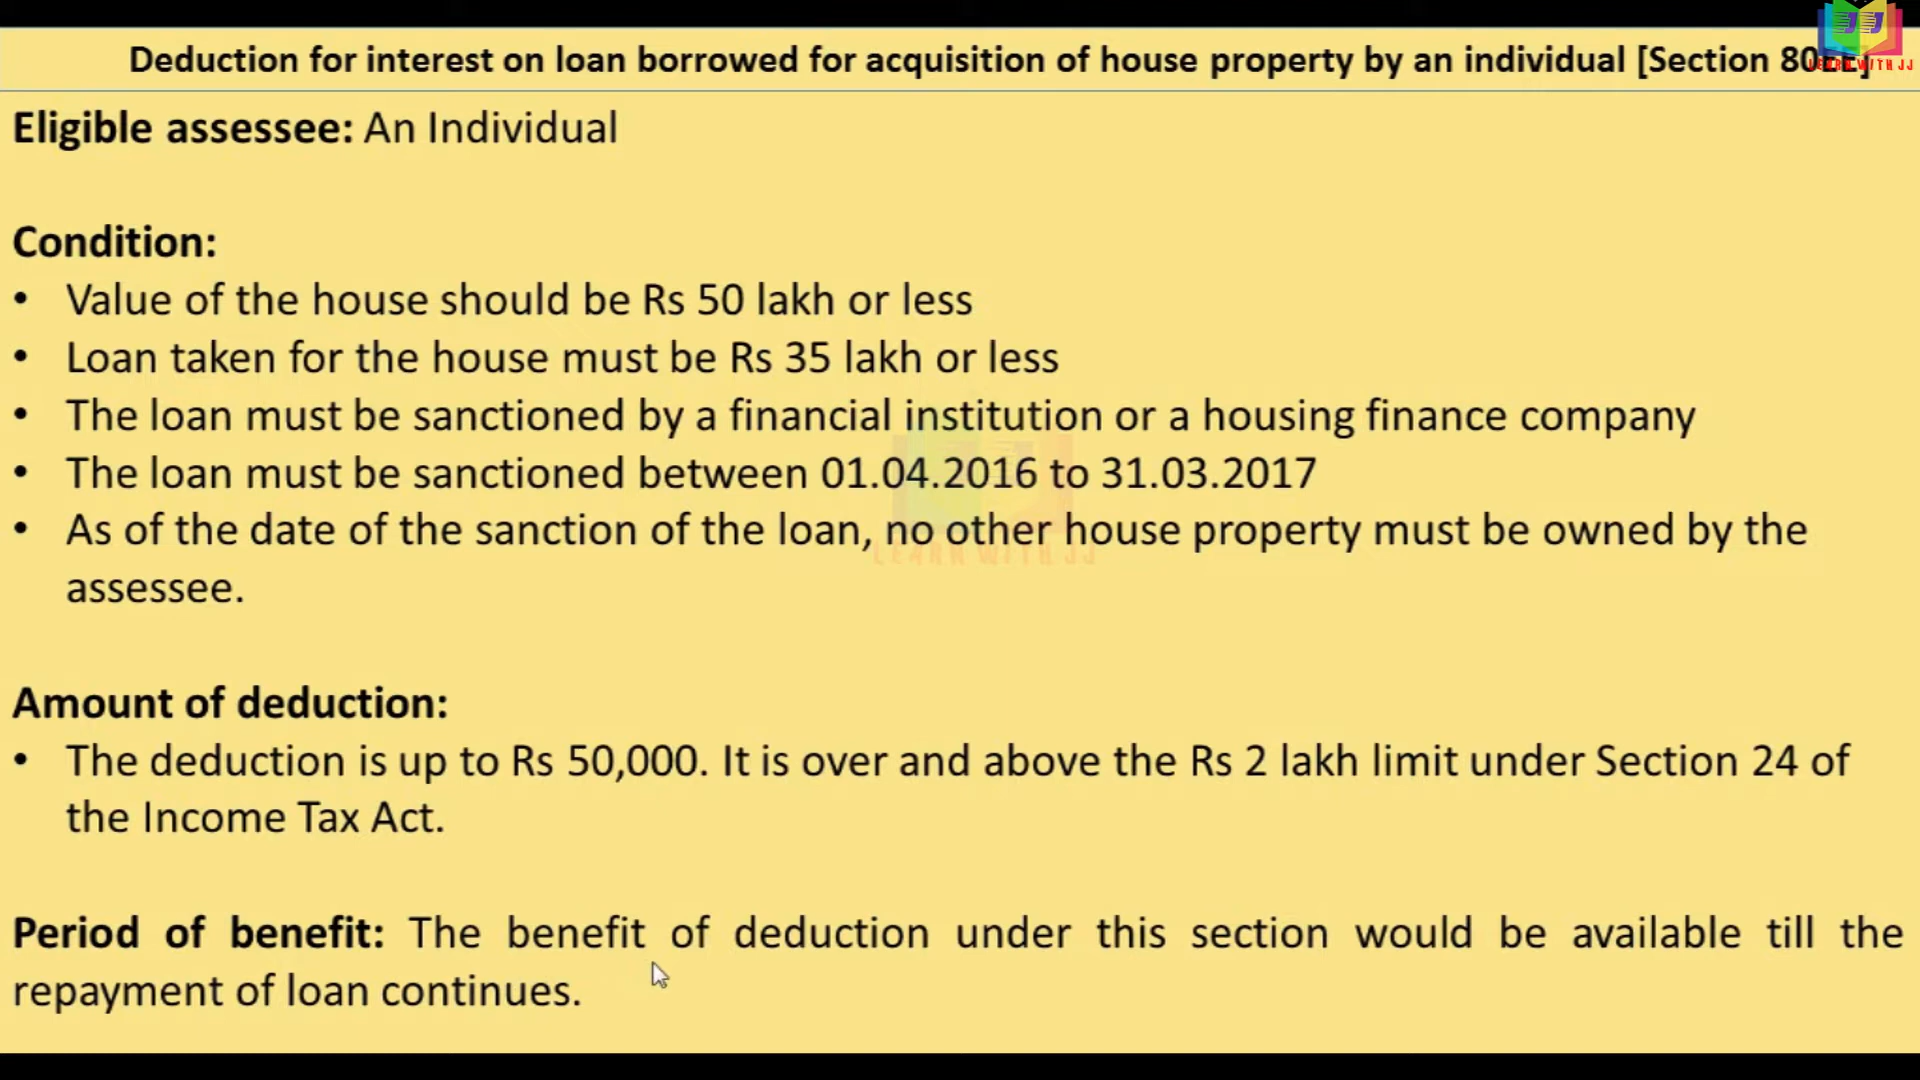 Deduction for interest on loan borrowed for acquisition of house property by an individual [Section 80EE]
LEARN WITH JJ
Eligible assessee: An Individual
Condition:
• Value of the house should be Rs 50 lakh or less
• Loan taken for the house must be Rs 35 lakh or less
• The loan must be sanctioned by a financial institution or a housing finance company
• The loan must be sanctioned between 01.04.2016 to 31.03.2017
• As of the date of the sanction of the loan, no other house property must be owned by the
assessee.
LEARN WITH JJ
Amount of deduction:
• The deduction is up to Rs 50,000. It is over and above the Rs 2 lakh limit under Section 24 of
the Income Tax Act.
Period of benefit: The benefit of deduction under this section would be available till the
repayment of loan continues.